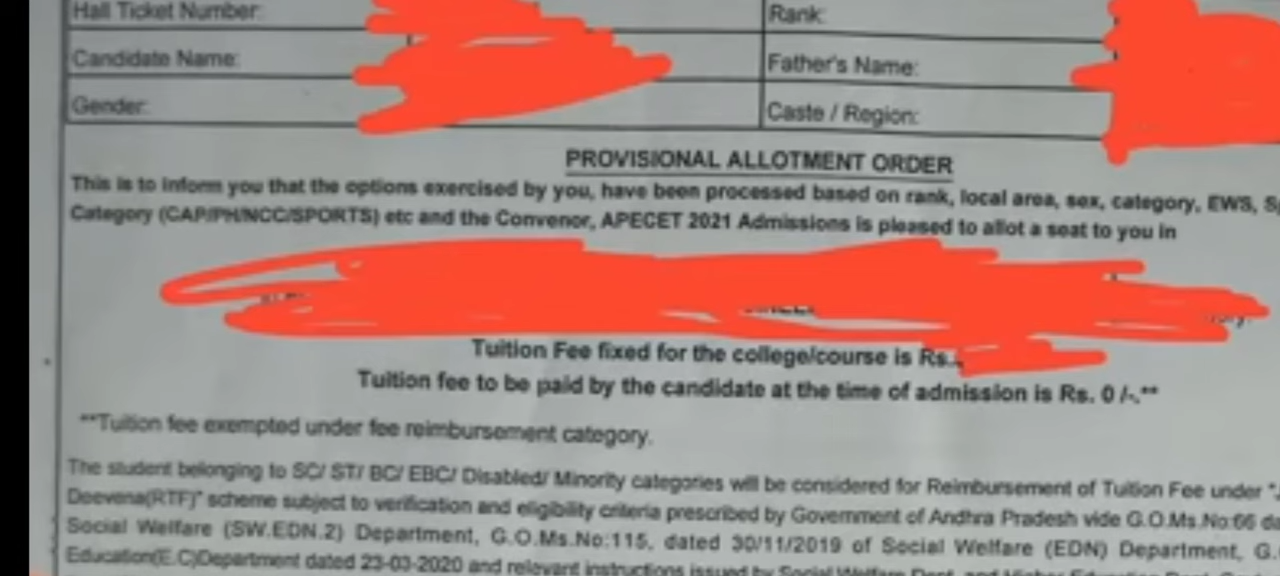 Hall Ticket Number: Rank:
Candidate Name: Father's Name:
Gender: Caste / Region:
PROVISIONAL ALLOTMENT ORDER
This is to inform you that the options exercised by you, have been processed based on rank, local area, sex, category, EWS,
Category (CAP/PH/NCC/SPORTS) etc and the Convenor, APECET 2021 Admissions is pleased to allot a seat to you in
Tuition Fee fixed for the college/course is Rs.
Tuition fee to be paid by the candidate at the time of admission is Rs. 0 /-.**
**Tuition fee exempted under fee reimbursement category.
The student belonging to SC/ ST/ BC/ EBC/ Disabled/ Minority categories will be considered for Reimbursement of Tuition Fee under
Deevena(RTF)" scheme subject to verification and eligibility criteria prescribed by Government of Andhra Pradesh vide G.O.Ms.No:66
Social Welfare (SW.EDN.2) Department, G.O.Ms.No:115, dated 30/11/2019 of Social Welfare (EDN) Department,
Education(E.C)Department dated 23-03-2020 and relevant instructions issued by Social Welfare